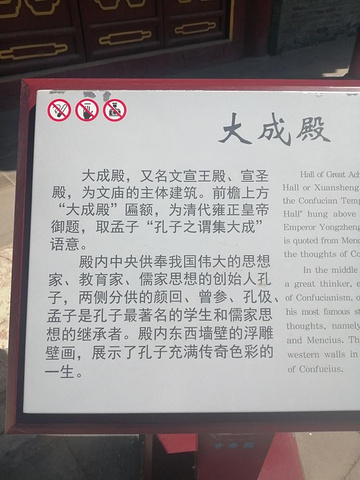 大成殿
大成殿，又名文宣王殿、宣圣
殿，为文庙的主体建筑。前檐上方
“大成殿”匾额，为清代雍正皇帝
御题，取孟子“孔子之谓集大成”
语意。
殿内中央供奉我国伟大的思想
家、教育家、儒家思想的创始人孔
子，两侧分供的颜回、曾参、孔伋、
孟子是孔子最著名的学生和儒家思
想的继承者。殿内东西墙壁的浮雕
壁画，展示了孔子充满传奇色彩的
一生。
Hall of Great Ach
Hall or Xuansheng
the Confucian Temp
Hall" hung above
Emperor Yongzheng
is quoted from Menc
the thoughts of Co
In the middle
a great thinker, e
of Confucianism,
his most famous st
thoughts, namely
and Mencius. Th
western walls in
of Confucius.